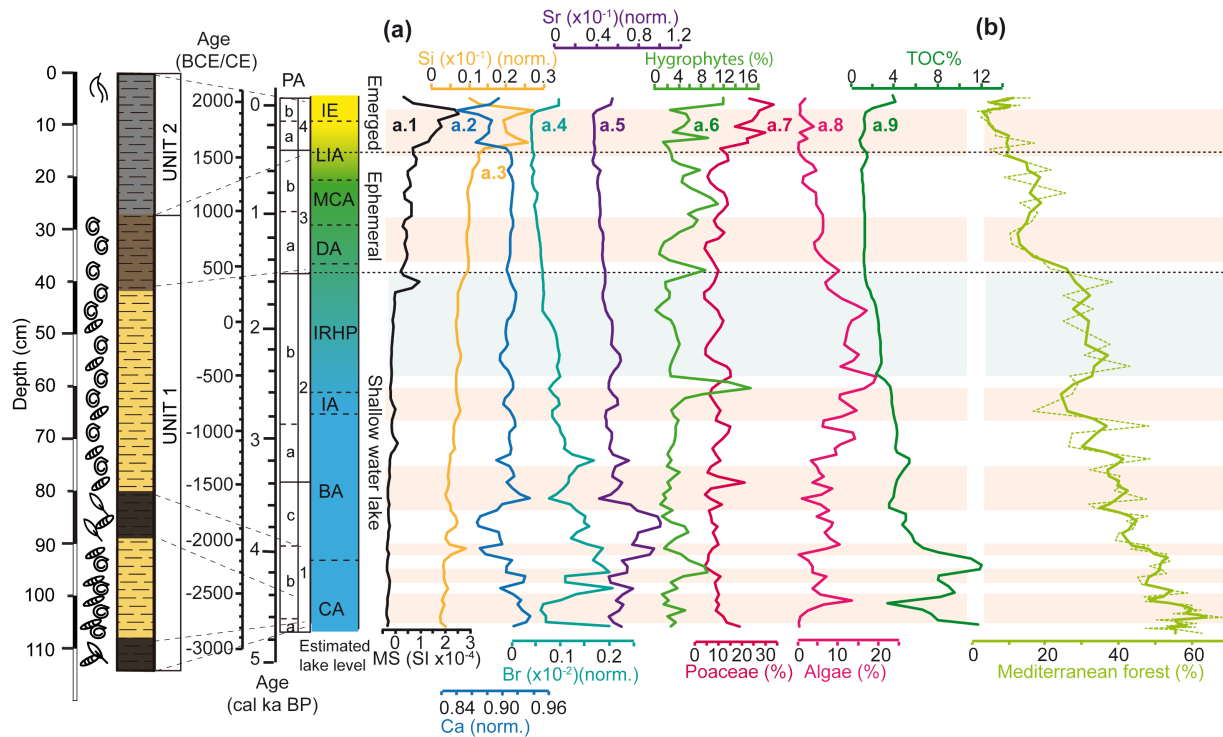 Sr (x10⁻¹)(norm.)
0 0.4 0.8 1.2
(a)
(b)
Age
(BCE/CE)
Si (x10⁻¹) (norm.)
0 0.1 0.2 0.3
Hygrophytes (%)
0 4 8 12 16
TOC%
0 4 8 12
PA
Depth (cm)
0
10
20
30
40
50
60
70
80
90
100
110
UNIT 2
UNIT 1
2000
1500
1000
500
0
-500
-1000
-1500
-2000
-2500
-3000
0
1
2
3
4
5
Age
(cal ka BP)
b
4
a
b
3
a
b
2
a
c
b
1
a
IE
LIA
MCA
DA
IRHP
IA
BA
CA
Estimated
lake level
Emerged
Ephemeral
Shallow water lake
a.1
a.2
a.3
a.4
a.5
a.6
a.7
a.8
a.9
0 1 2 3
MS (SI x10⁻⁴)
0 0.1 0.2
Br (x10⁻²)(norm.)
0.84 0.90 0.96
Ca (norm.)
0 10 20 30
Poaceae (%)
0 10 20
Algae (%)
0 20 40 60
Mediterranean forest (%)